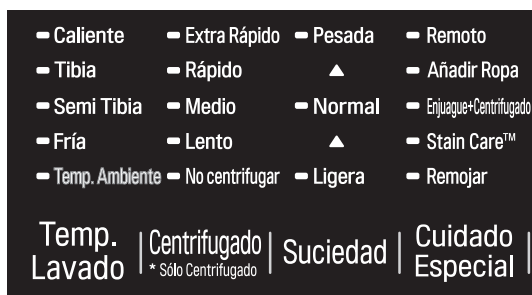 Caliente Extra Rápido Pesada Remoto
Tibia Rápido Añadir Ropa
Semi Tibia Medio Normal Enjuague+Centrifugado
Fría Lento Stain Care™
Temp. Ambiente No centrifugar Ligera Remojar
Temp. Lavado
Centrifugado
* Sólo Centrifugado
Suciedad
Cuidado Especial